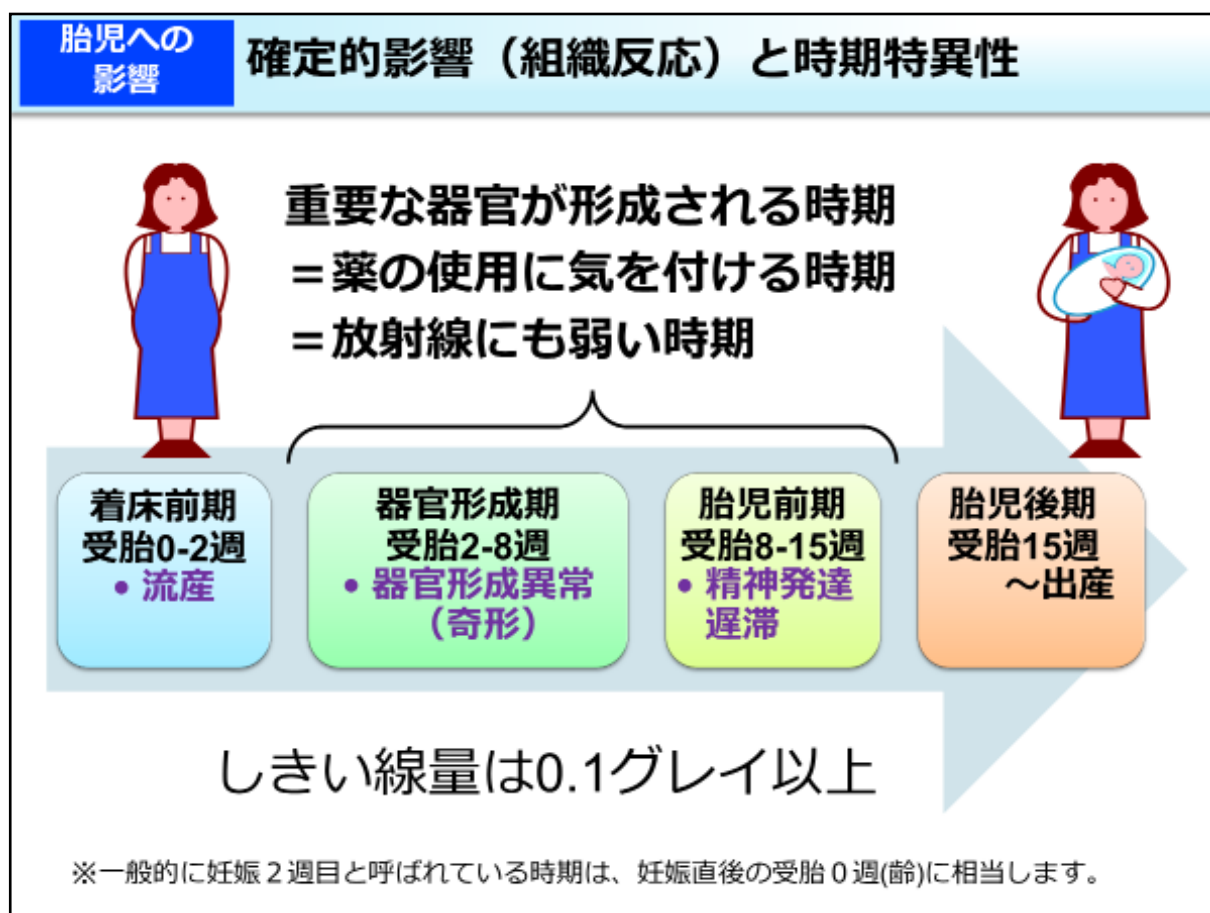 胎児への
影響
確定的影響（組織反応）と時期特異性
重要な器官が形成される時期
＝薬の使用に気を付ける時期
＝放射線にも弱い時期
着床前期
受胎0-2週
• 流産
器官形成期
受胎2-8週
• 器官形成異常
（奇形）
胎児前期
受胎8-15週
• 精神発達
遅滞
胎児後期
受胎15週
～出産
しきい線量は0.1グレイ以上
※一般的に妊娠２週目と呼ばれている時期は、妊娠直後の受胎０週(齢)に相当します。